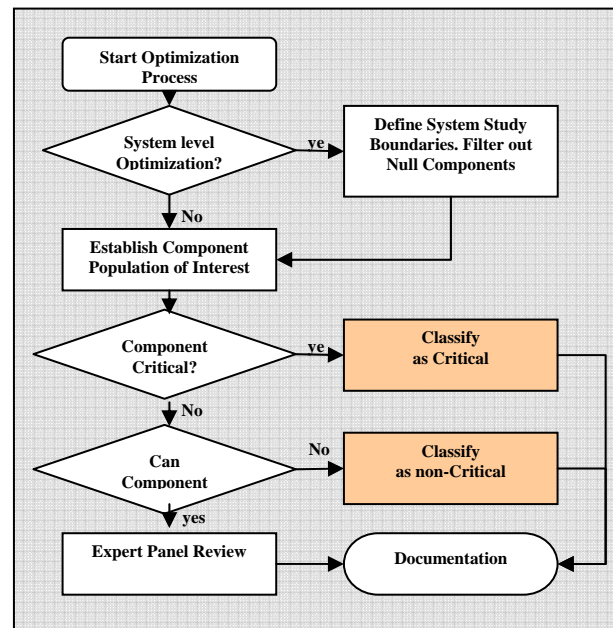 Start Optimization
Process
System level
Optimization?
ye
Define System Study
Boundaries. Filter out
Null Components
No
Establish Component
Population of Interest
Component
Critical?
ye
Classify
as Critical
No
Can
Component
No
Classify
as non-Critical
yes
Expert Panel Review
Documentation